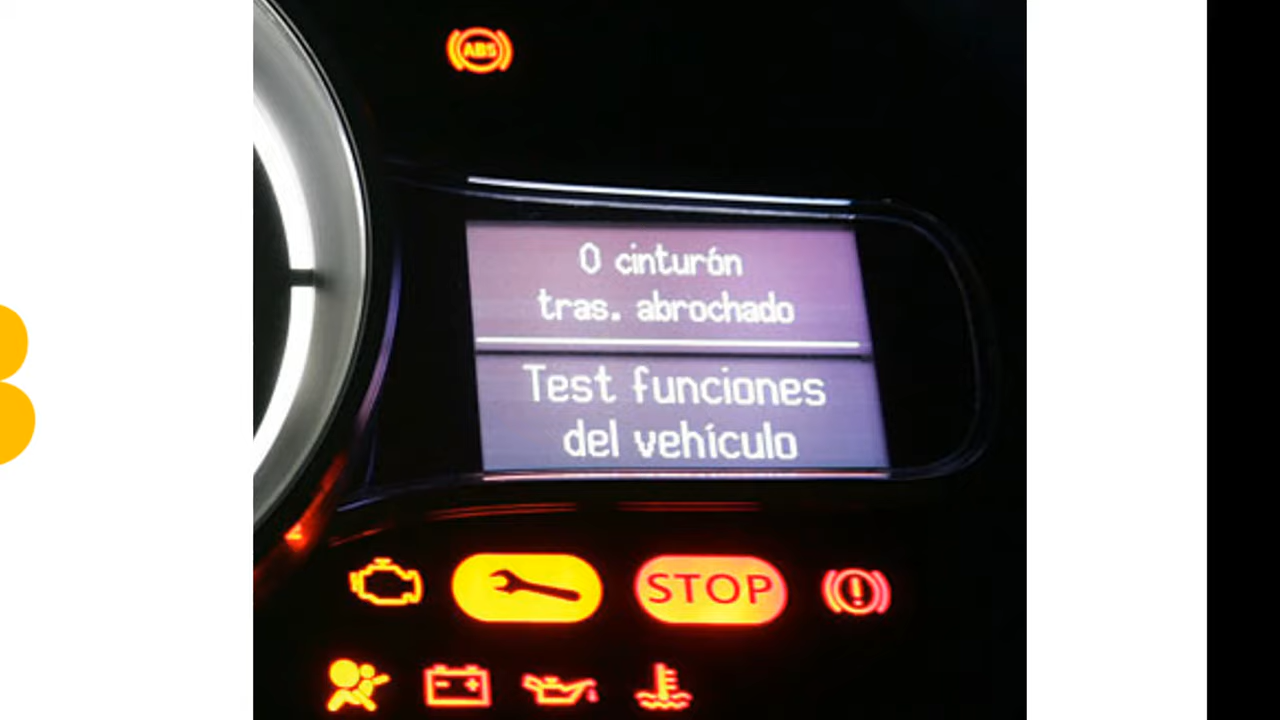 ABS
0 cinturón
tras. abrochado
Test funciones
del vehículo
STOP